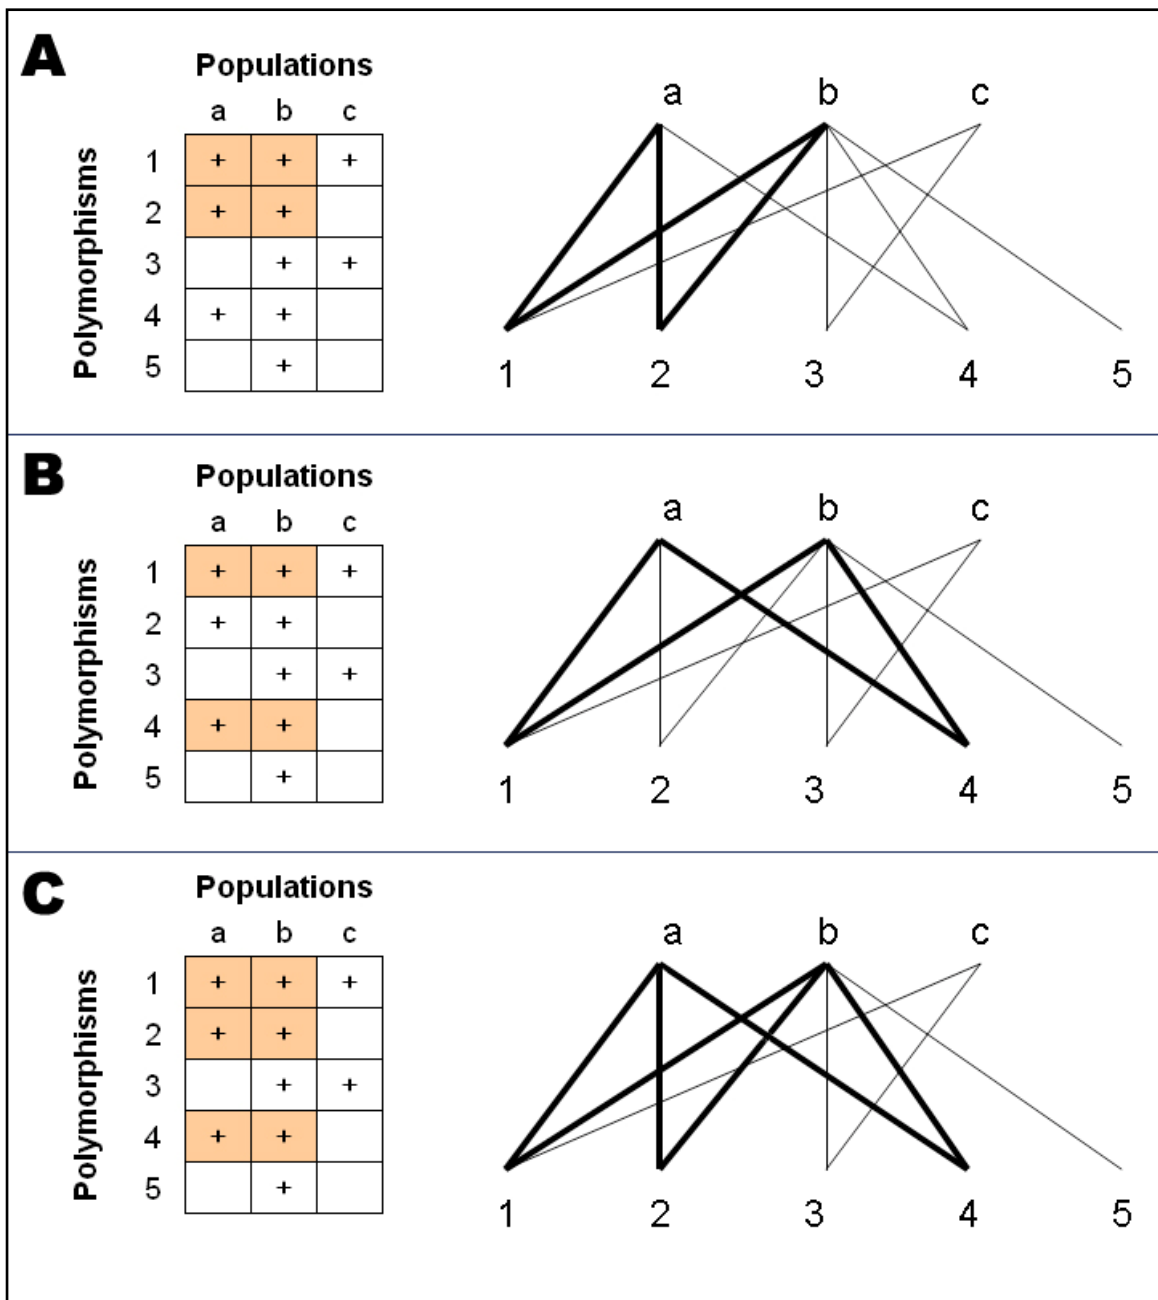 A
Populations
a b c
Polymorphisms
1 + + +
2 + +
3 + +
4 + +
5 +
a b c
1 2 3 4 5
B
Populations
a b c
Polymorphisms
1 + + +
2 + +
3 + +
4 + +
5 +
a b c
1 2 3 4 5
C
Populations
a b c
Polymorphisms
1 + + +
2 + +
3 + +
4 + +
5 +
a b c
1 2 3 4 5